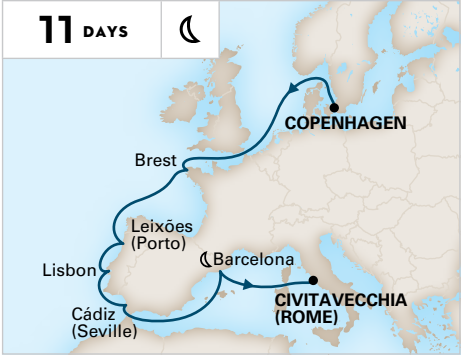 11 DAYS
COPENHAGEN
Brest
Leixões
(Porto)
Barcelona
Lisbon
CIVITAVECCHIA
(ROME)
Cádiz
(Seville)